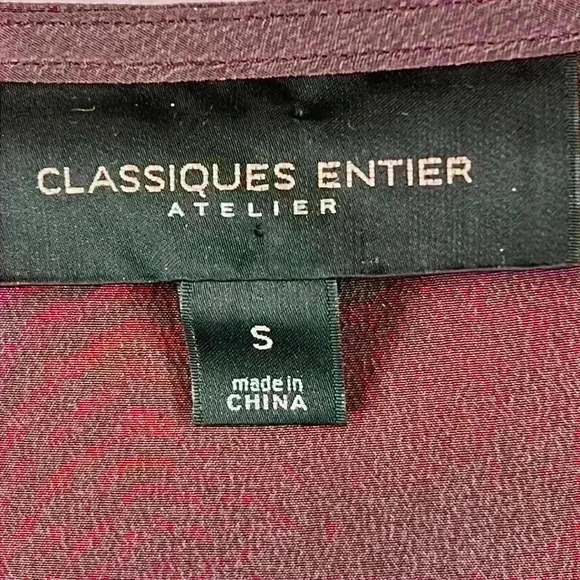 CLASSIQUES ENTIER
ATELIER
S
made in
CHINA